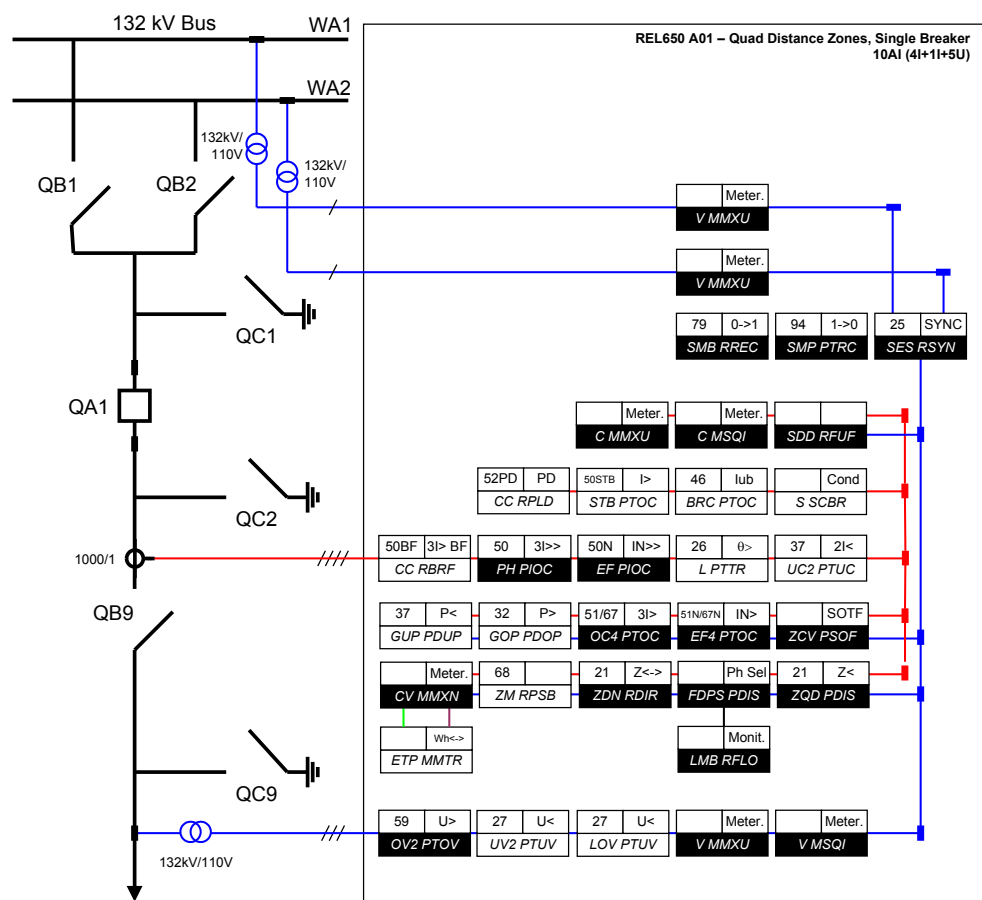 132 kV Bus
WA1
WA2
REL650 A01 – Quad Distance Zones, Single Breaker
10AI (4I+1I+5U)
132kV/
110V
132kV/
110V
QB1
QB2
Meter.
V MMXU
Meter.
V MMXU
QC1
79 0->1
SMB RREC
94 1->0
SMP PTRC
25 SYNC
SES RSYN
QA1
Meter.
C MMXU
Meter.
C MSQI
SDD RFUF
QC2
52PD PD
CC RPLD
50STB I>
STB PTOC
46 Iub
BRC PTOC
Cond
S SCBR
1000/1
50BF 3I> BF
CC RBRF
50 3I>>
PH PIOC
50N IN>>
EF PIOC
26 θ>
L PTTR
37 2I<
UC2 PTUC
QB9
37 P<
GUP PDUP
32 P>
GOP PDOP
51/67 3I>
OC4 PTOC
51N/67N IN>
EF4 PTOC
SOTF
ZCV PSOF
Meter.
CV MMXN
68
ZM RPSB
21 Z<->
ZDN RDIR
Ph Sel
FDPS PDIS
21 Z<
ZQD PDIS
Wh<->
ETP MMTR
Monit.
LMB RFLO
QC9
132kV/110V
59 U>
OV2 PTOV
27 U<
UV2 PTUV
27 U<
LOV PTUV
Meter.
V MMXU
Meter.
V MSQI